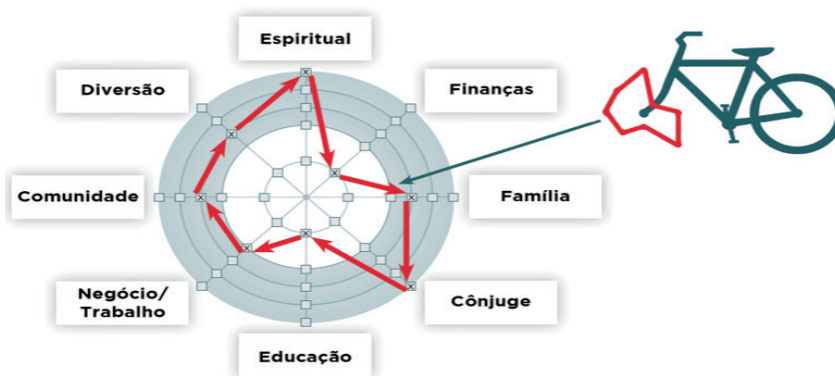 Espiritual
Diversão
Finanças
Comunidade
Família
Negócio/
Trabalho
Cônjuge
Educação